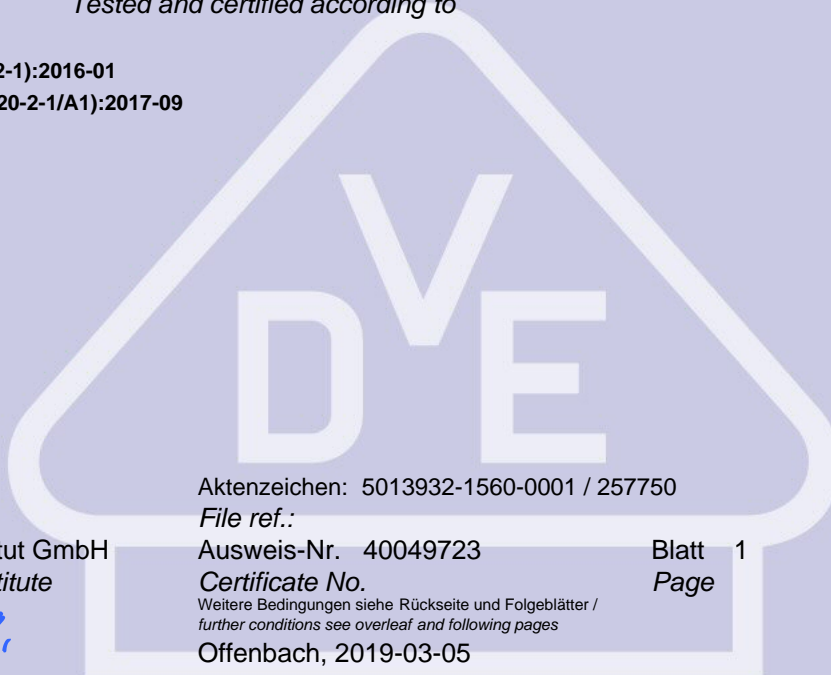 Tested and certified according to
2-1):2016-01
20-2-1/A1):2017-09
VDE
Aktenzeichen: 5013932-1560-0001 / 257750
File ref.:
tut GmbH Ausweis-Nr. 40049723 Blatt 1
titute Certificate No. Page
Weitere Bedingungen siehe Rückseite und Folgeblätter /
further conditions see overleaf and following pages
Offenbach, 2019-03-05